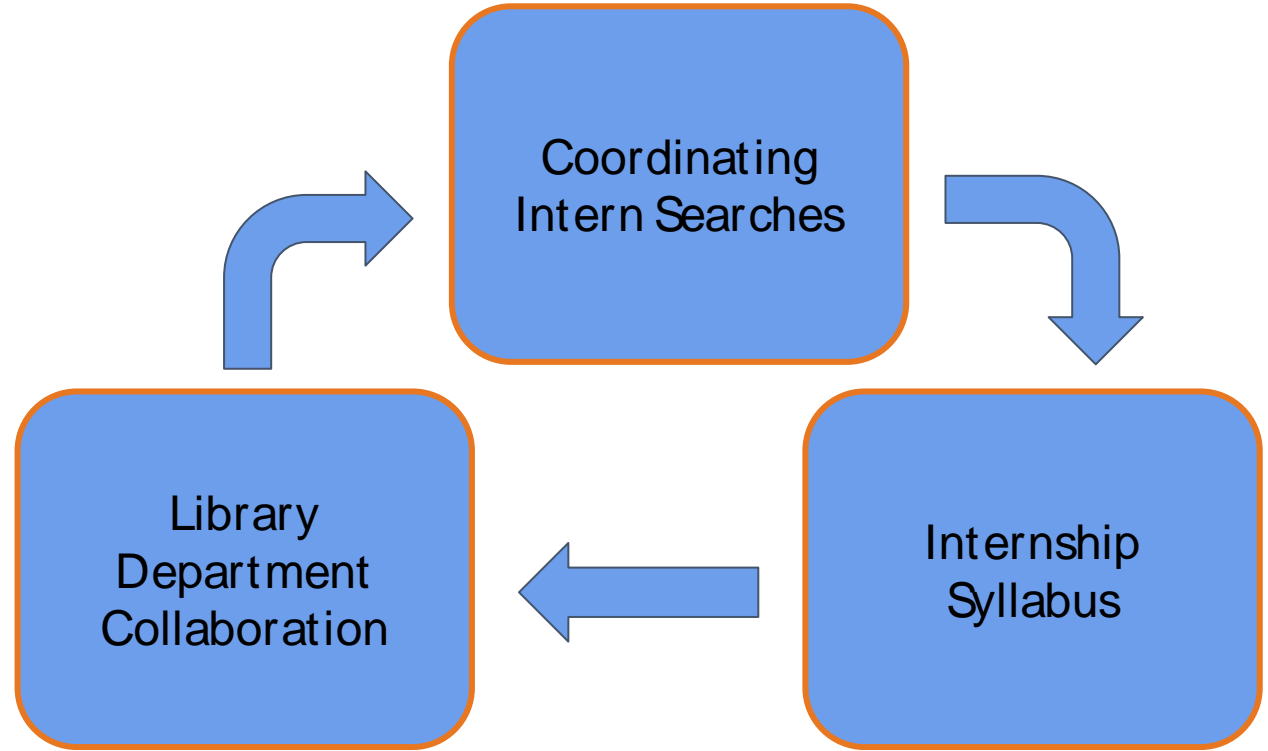 Coordinating
Intern Searches
Library
Department
Collaboration
Internship
Syllabus